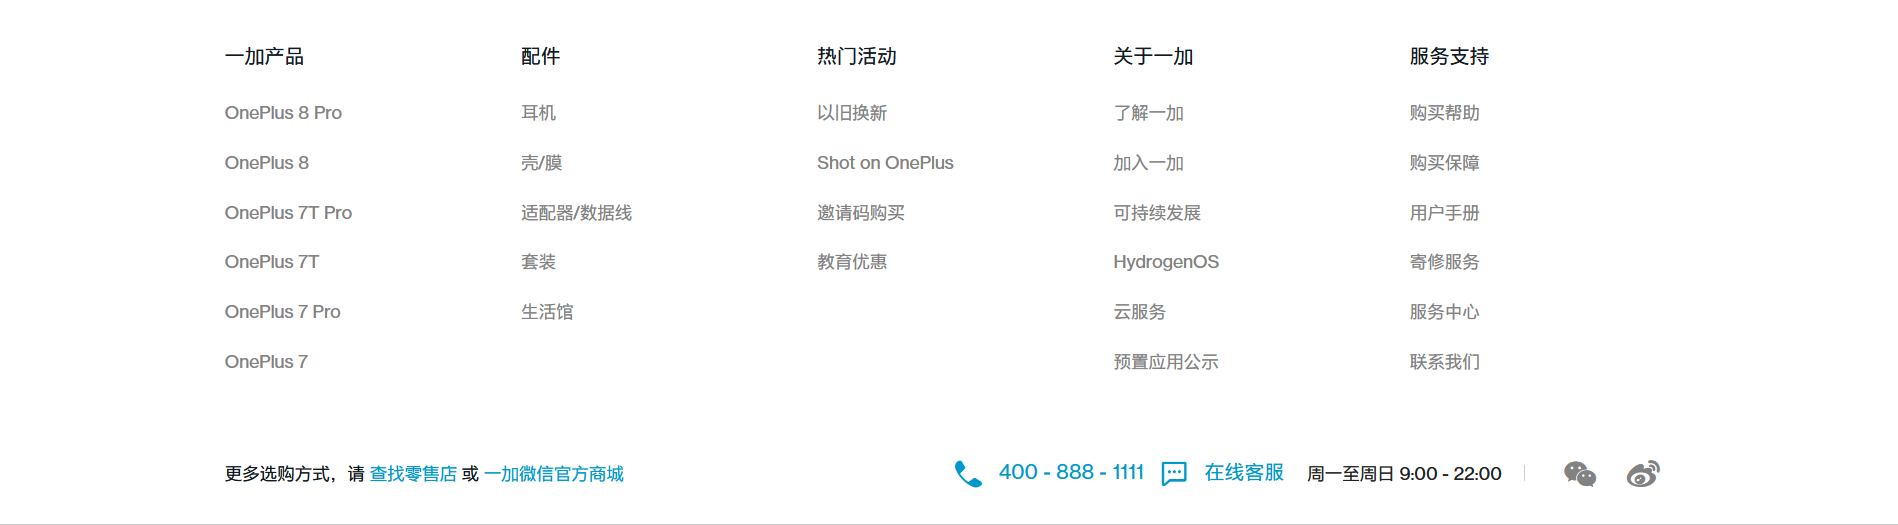 一加产品
OnePlus 8 Pro
OnePlus 8
OnePlus 7T Pro
OnePlus 7T
OnePlus 7 Pro
OnePlus 7
配件
耳机
壳/膜
适配器/数据线
套装
生活馆
热门活动
以旧换新
Shot on OnePlus
邀请码购买
教育优惠
关于一加
了解一加
加入一加
可持续发展
HydrogenOS
云服务
预置应用公示
服务支持
购买帮助
购买保障
用户手册
寄修服务
服务中心
联系我们
更多选购方式，请 查找零售店 或 一加微信官方商城
400 - 888 - 1111 在线客服 周一至周日 9:00 - 22:00